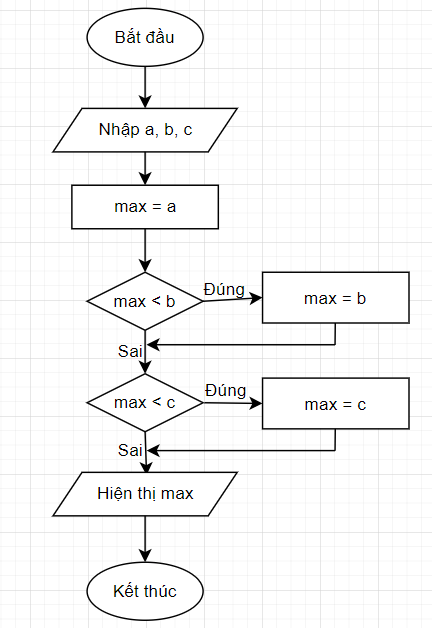 Bắt đầu
Nhập a, b, c
max = a
max < b
Đúng
max = b
Sai
max < c
Đúng
max = c
Sai
Hiện thị max
Kết thúc